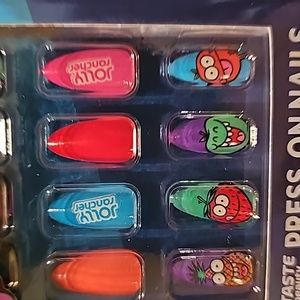 JOLLY
rancher
JOLLY
rancher
TASTE
PRESS ON NAILS